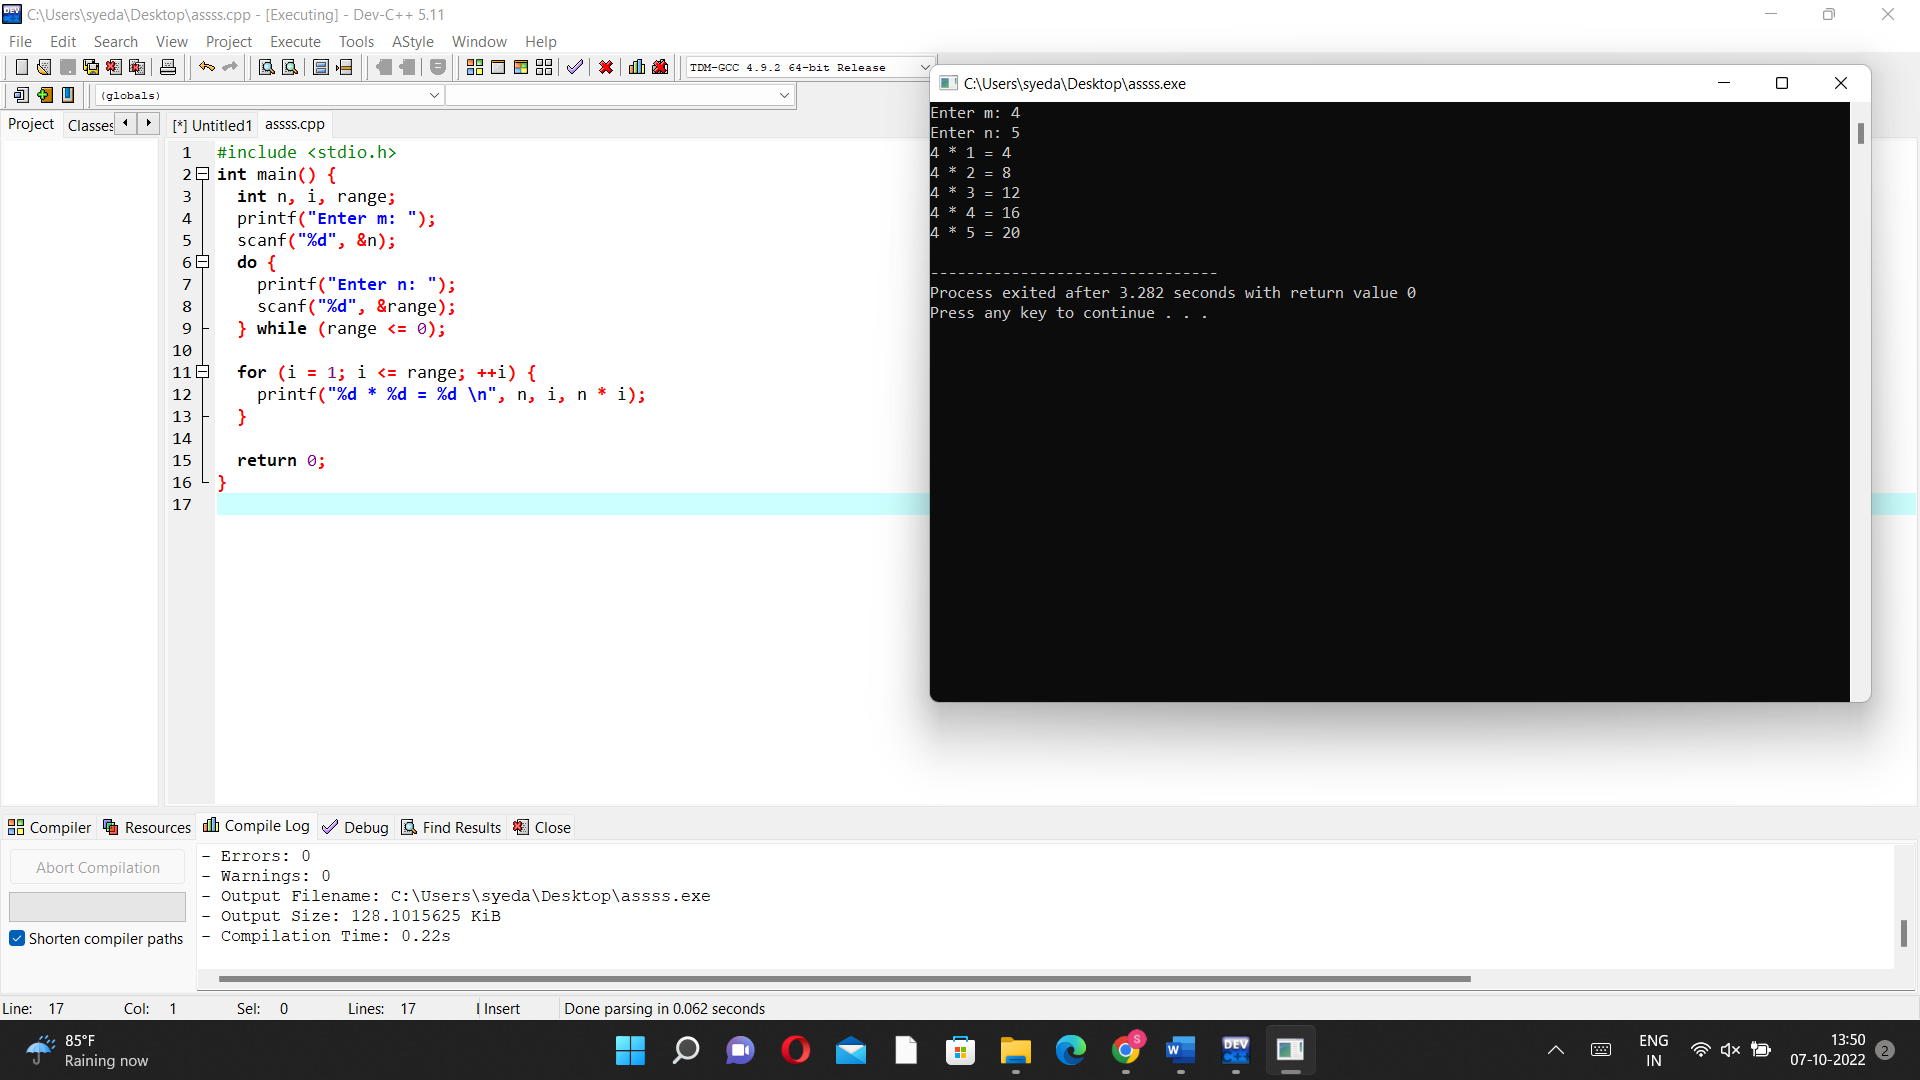 C:\Users\syeda\Desktop\assss.cpp - [Executing] - Dev-C++ 5.11
File Edit Search View Project Execute Tools AStyle Window Help
TDM-GCC 4.9.2 64-bit Release
(globals)
Project Classes [*] Untitled1 assss.cpp
1 #include <stdio.h>
2 int main() {
3 int n, i, range;
4 printf("Enter m: ");
5 scanf("%d", &n);
6 do {
7 printf("Enter n: ");
8 scanf("%d", &range);
9 } while (range <= 0);
10
11 for (i = 1; i <= range; ++i) {
12 printf("%d * %d = %d \n", n, i, n * i);
13 }
14
15 return 0;
16 }
17
C:\Users\syeda\Desktop\assss.exe
Enter m: 4
Enter n: 5
4 * 1 = 4
4 * 2 = 8
4 * 3 = 12
4 * 4 = 16
4 * 5 = 20
--------------------------------
Process exited after 3.282 seconds with return value 0
Press any key to continue . . .
Compiler Resources Compile Log Debug Find Results Close
Abort Compilation
Shorten compiler paths
- Errors: 0
- Warnings: 0
- Output Filename: C:\Users\syeda\Desktop\assss.exe
- Output Size: 128.1015625 KiB
- Compilation Time: 0.22s
Line: 17 Col: 1 Sel: 0 Lines: 17 Insert Done parsing in 0.062 seconds
85°F
Raining now
S
W
DEV
C++
ENG
IN
13:50
07-10-2022
2